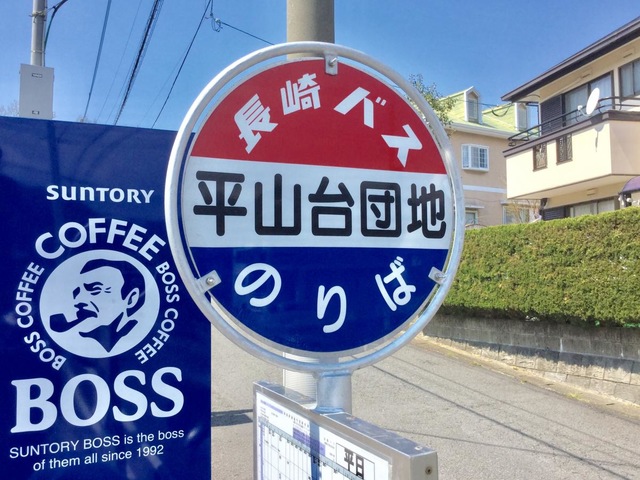 長崎バス
平山台団地
のりば
平日
SUNTORY
BOSS COFFEE
COFFEE
BOSS COFFEE
BOSS
SUNTORY BOSS is the boss
of them all since 1992